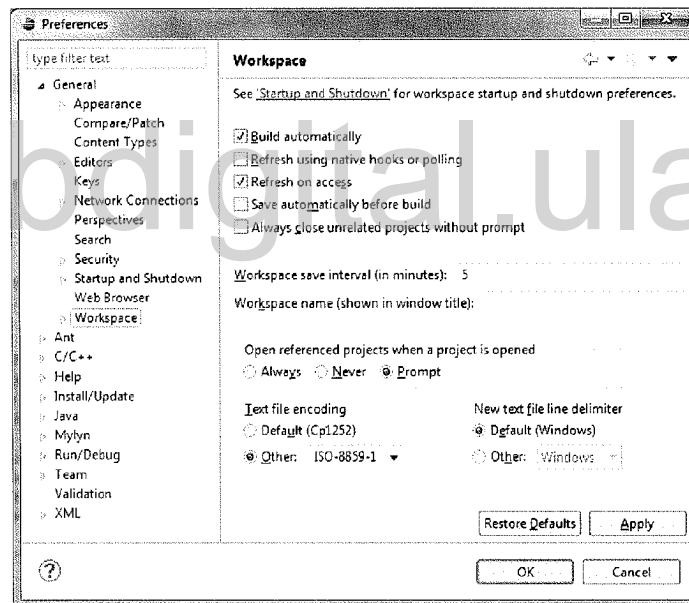 Preferences
type filter text
General
Appearance
Compare/Patch
Content Types
Editors
Keys
Network Connections
Perspectives
Search
Security
Startup and Shutdown
Web Browser
Workspace
Ant
C/C++
Help
Install/Update
Java
Mylyn
Run/Debug
Team
Validation
XML
Workspace
See 'Startup and Shutdown' for workspace startup and shutdown preferences.
Build automatically
Refresh using native hooks or polling
Refresh on access
Save automatically before build
Always close unrelated projects without prompt
Workspace save interval (in minutes): 5
Workspace name (shown in window title):
Open referenced projects when a project is opened
Always Never Prompt
Text file encoding
Default (Cp1252)
Other: ISO-8859-1
New text file line delimiter
Default (Windows)
Other: Windows
Restore Defaults Apply
? OK Cancel
bdigital.ula